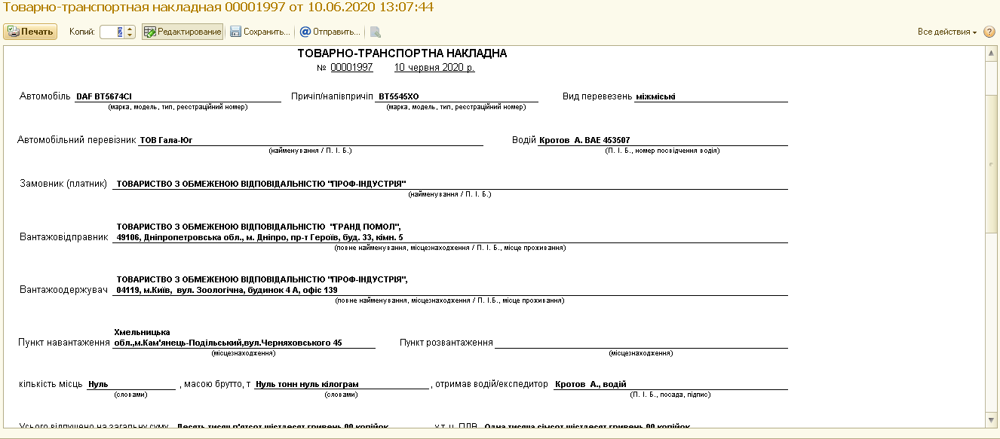 Товарно-транспортная накладная 00001997 от 10.06.2020 13:07:44
Печать Копий: 2 Редактирование Сохранить... Отправить... Все действия
ТОВАРНО-ТРАНСПОРТНА НАКЛАДНА
№ 00001997 10 червня 2020 р.
Автомобіль DAF BT5674CI Причіп/напівпричіп BT5545XO Вид перевезень міжміські
(марка, модель, тип, реєстраційний номер) (марка, модель, тип, реєстраційний номер)
Автомобільний перевізник ТОВ Гала-Юг Водій Кротов А. ВАЕ 453507
(найменування / П. І. Б.) (П. І. Б., номер посвідчення водія)
Замовник (платник) ТОВАРИСТВО З ОБМЕЖЕНОЮ ВІДПОВІДАЛЬНІСТЮ "ПРОФ-ІНДУСТРІЯ"
(найменування / П. І. Б.)
ТОВАРИСТВО З ОБМЕЖЕНОЮ ВІДПОВІДАЛЬНІСТЮ "ГРАНД ПОМОЛ",
Вантажовідправник 49106, Дніпропетровська обл., м. Дніпро, пр-т Героїв, буд. 33, кімн. 5
(повне найменування, місцезнаходження / П. І. Б., місце проживання)
ТОВАРИСТВО З ОБМЕЖЕНОЮ ВІДПОВІДАЛЬНІСТЮ "ПРОФ-ІНДУСТРІЯ",
Вантажоодержувач 04119, м.Київ, вул. Зоологічна, будинок 4 А, офіс 139
(повне найменування, місцезнаходження / П. І.Б., місце проживання)
Хмельницька
Пункт навантаження обл.,м.Кам'янець-Подільський,вул.Черняховського 45 Пункт розвантаження
(місцезнаходження) (місцезнаходження)
кількість місць Нуль , масою брутто, т Нуль тонн нуль кілограм , отримав водій/експедитор Кротов А., водій
(словами) (словами) (П. І. Б., посада, підпис)
Усього відпущено на загальну суму Десять тисяч п'ятсот шістдесят гривень 00 копійок у т. ч. ПДВ Одна тисяча сімсот шістдесят гривень 00 копійок